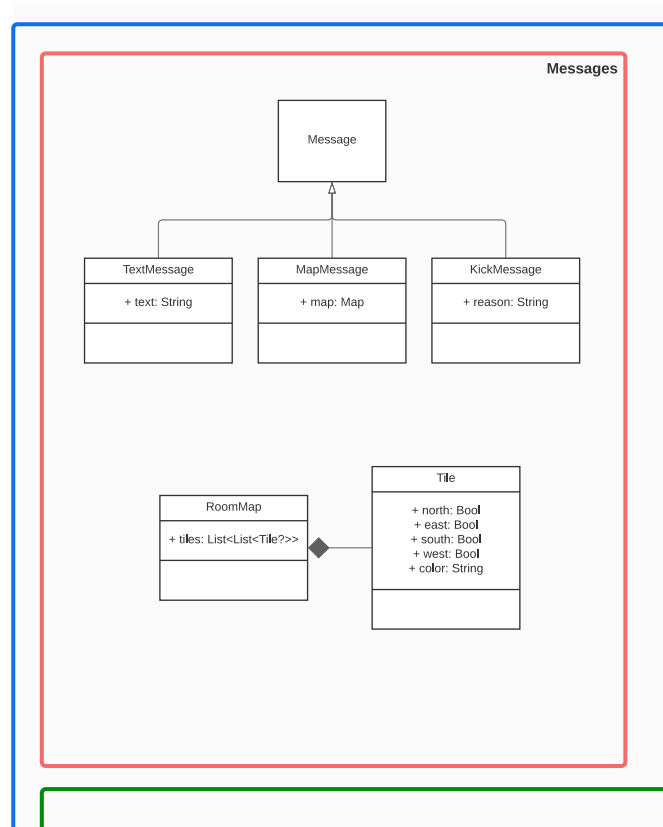 Messages
Message
TextMessage
+ text: String
MapMessage
+ map: Map
KickMessage
+ reason: String
RoomMap
+ tiles: List<List<Tile?>>
Tile
+ north: Bool
+ east: Bool
+ south: Bool
+ west: Bool
+ color: String